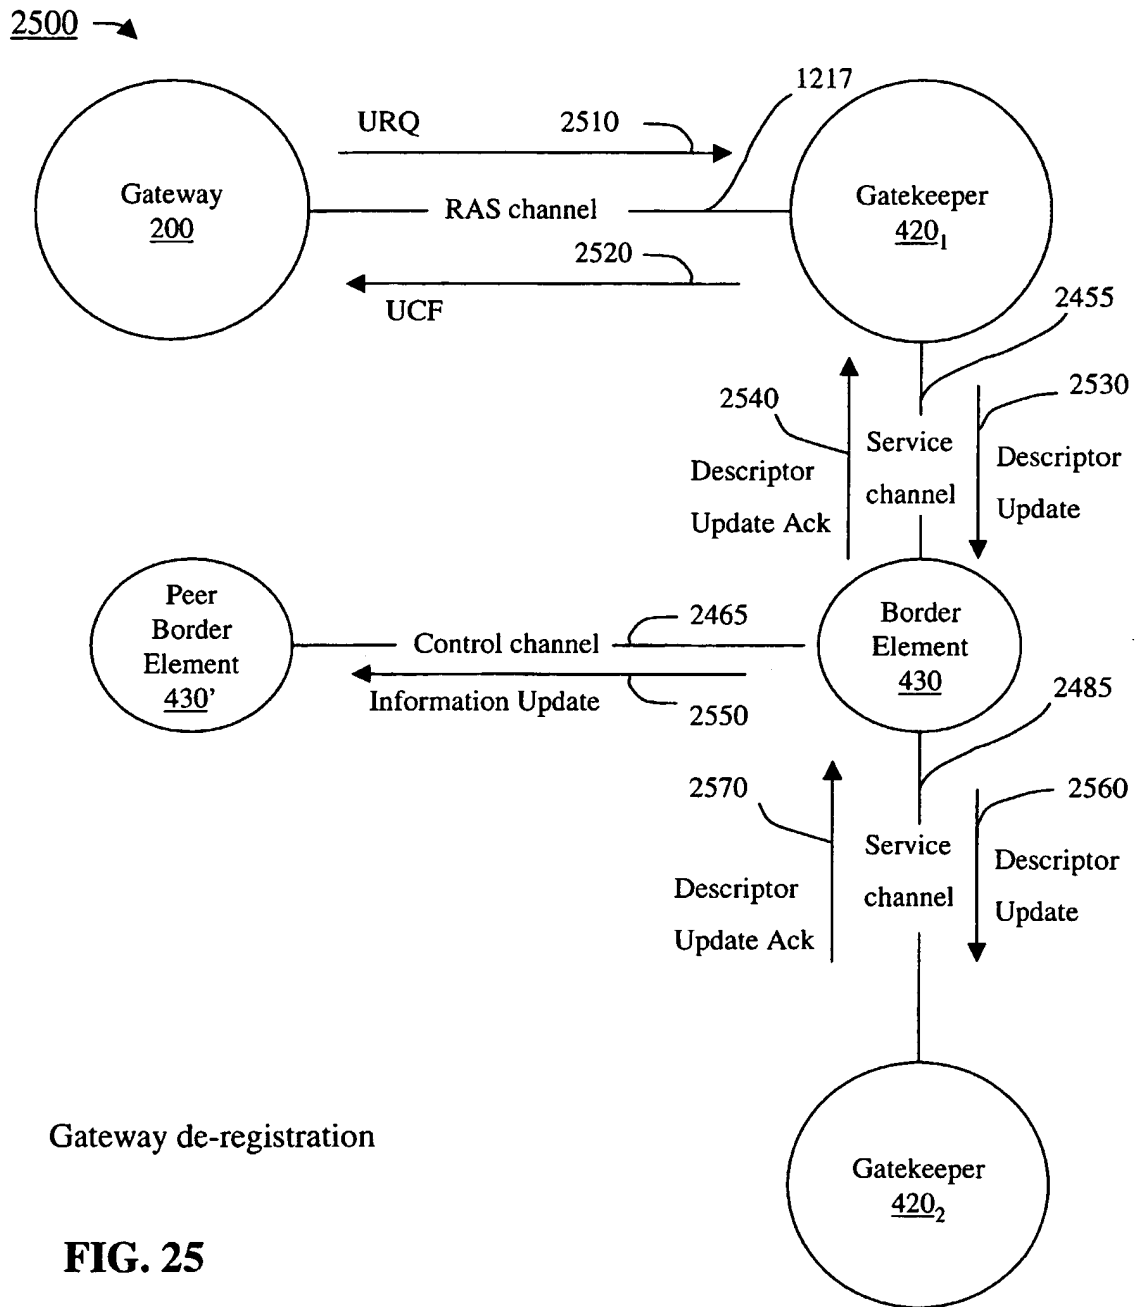 2500
1217
URQ 2510
Gateway
200
RAS channel
Gatekeeper
420₁
2520
UCF
2455
2540
2530
Service
channel
Descriptor
Update Ack
Descriptor
Update
Peer
Border
Element
430’
2465
Control channel
Border
Element
430
Information Update
2550
2485
2570
2560
Service
channel
Descriptor
Update Ack
Descriptor
Update
Gateway de-registration
Gatekeeper
420₂
FIG. 25